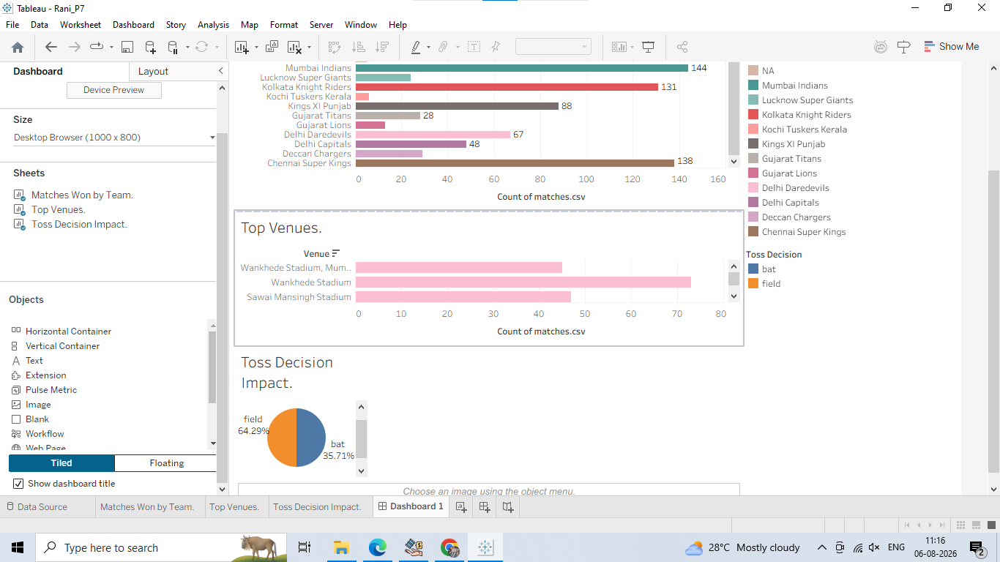 Tableau - Rani_P7
File Data Worksheet Dashboard Story Analysis Map Format Server Window Help
Show Me
Dashboard Layout
Device Preview
Size
Desktop Browser (1000 x 800)
Sheets
Matches Won by Team.
Top Venues.
Toss Decision Impact.
Objects
Horizontal Container
Vertical Container
Text
Extension
Pulse Metric
Image
Blank
Workflow
Web Page
Tiled Floating
Show dashboard title
Mumbai Indians 144
Lucknow Super Giants
Kolkata Knight Riders 131
Kochi Tuskers Kerala
Kings XI Punjab 88
Gujarat Titans 28
Gujarat Lions
Delhi Daredevils 67
Delhi Capitals 48
Deccan Chargers
Chennai Super Kings 138
0 20 40 60 80 100 120 140 160
Count of matches.csv
Top Venues.
Venue
Wankhede Stadium, Mum..
Wankhede Stadium
Sawai Mansingh Stadium
0 10 20 30 40 50 60 70 80
Count of matches.csv
Toss Decision
Impact.
field
64.29%
bat
35.71%
Choose an image using the object menu.
NA
Mumbai Indians
Lucknow Super Giants
Kolkata Knight Riders
Kochi Tuskers Kerala
Kings XI Punjab
Gujarat Titans
Gujarat Lions
Delhi Daredevils
Delhi Capitals
Deccan Chargers
Chennai Super Kings
Toss Decision
bat
field
Data Source Matches Won by Team. Top Venues. Toss Decision Impact. Dashboard 1
Type here to search
28°C Mostly cloudy
ENG
11:16
06-08-2026
2